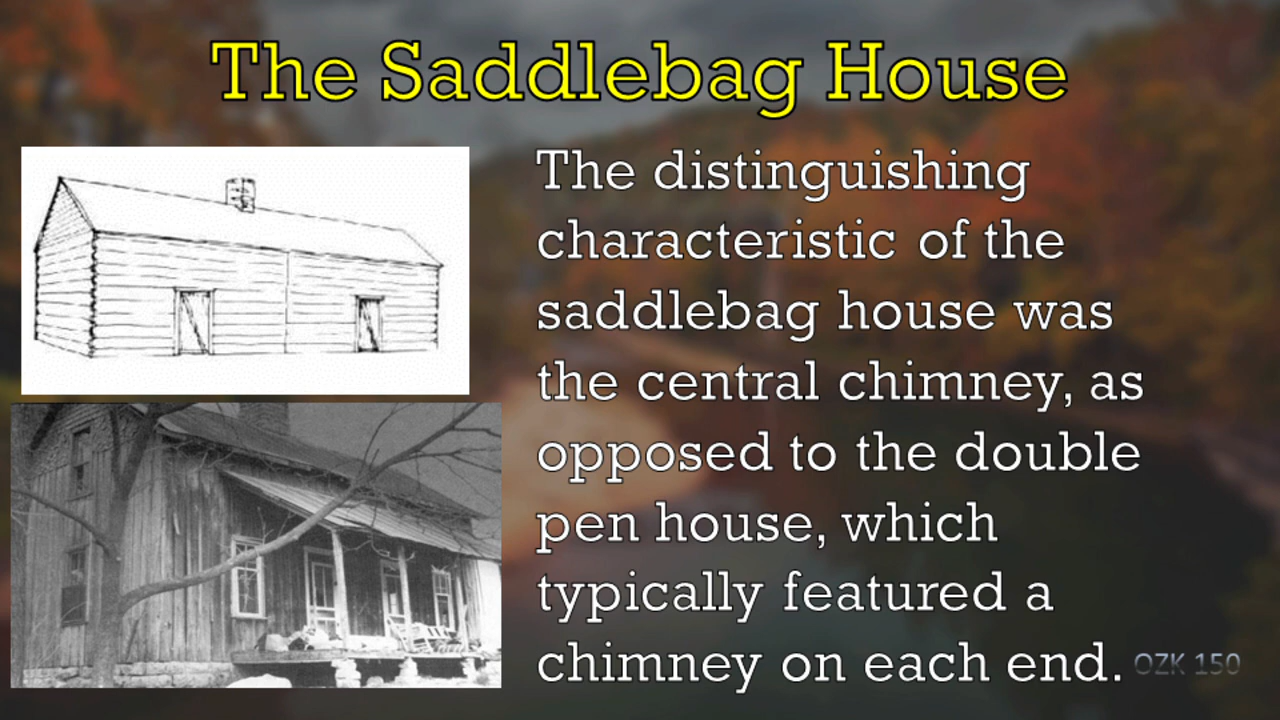 The Saddlebag House
The distinguishing
characteristic of the
saddlebag house was
the central chimney, as
opposed to the double
pen house, which
typically featured a
chimney on each end.
OZK 150